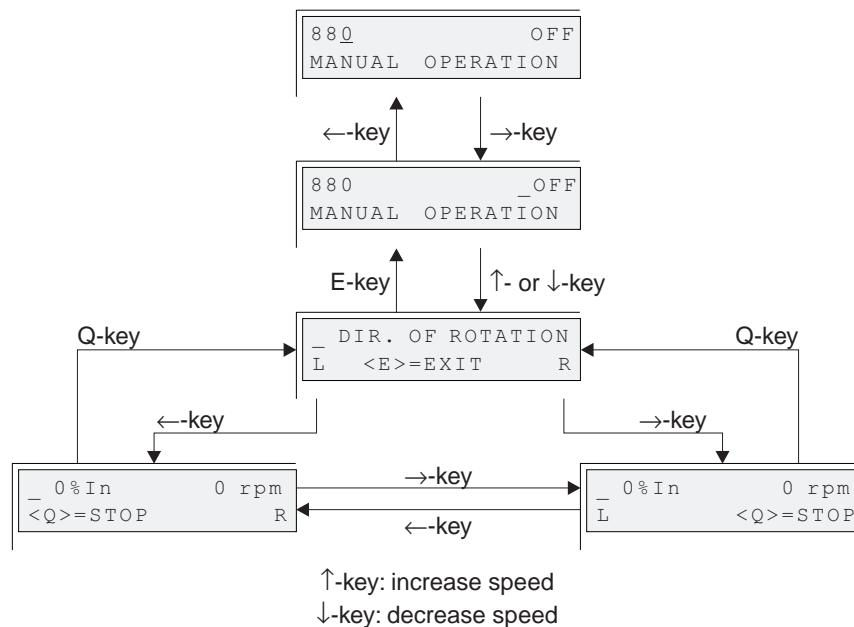 880 OFF
MANUAL OPERATION
←-key →-key
880 _OFF
MANUAL OPERATION
E-key ↑- or ↓-key
Q-key _ DIR. OF ROTATION Q-key
L <E>=EXIT R
←-key →-key
_ 0%In 0 rpm →-key _ 0%In 0 rpm
<Q>=STOP R ←-key L <Q>=STOP
↑-key: increase speed
↓-key: decrease speed